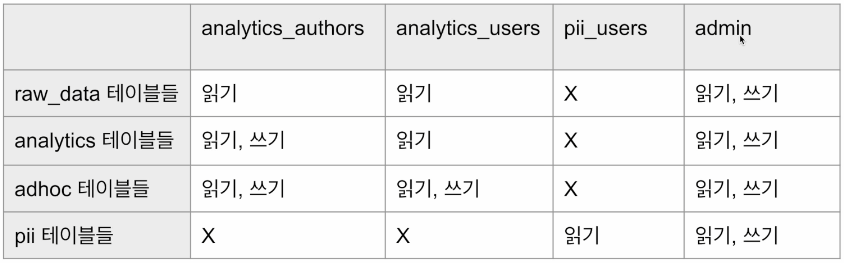 analytics_authors analytics_users pii_users admin
raw_data 테이블들 읽기 읽기 X 읽기, 쓰기
analytics 테이블들 읽기, 쓰기 읽기 X 읽기, 쓰기
adhoc 테이블들 읽기, 쓰기 읽기, 쓰기 X 읽기, 쓰기
pii 테이블들 X X 읽기 읽기, 쓰기